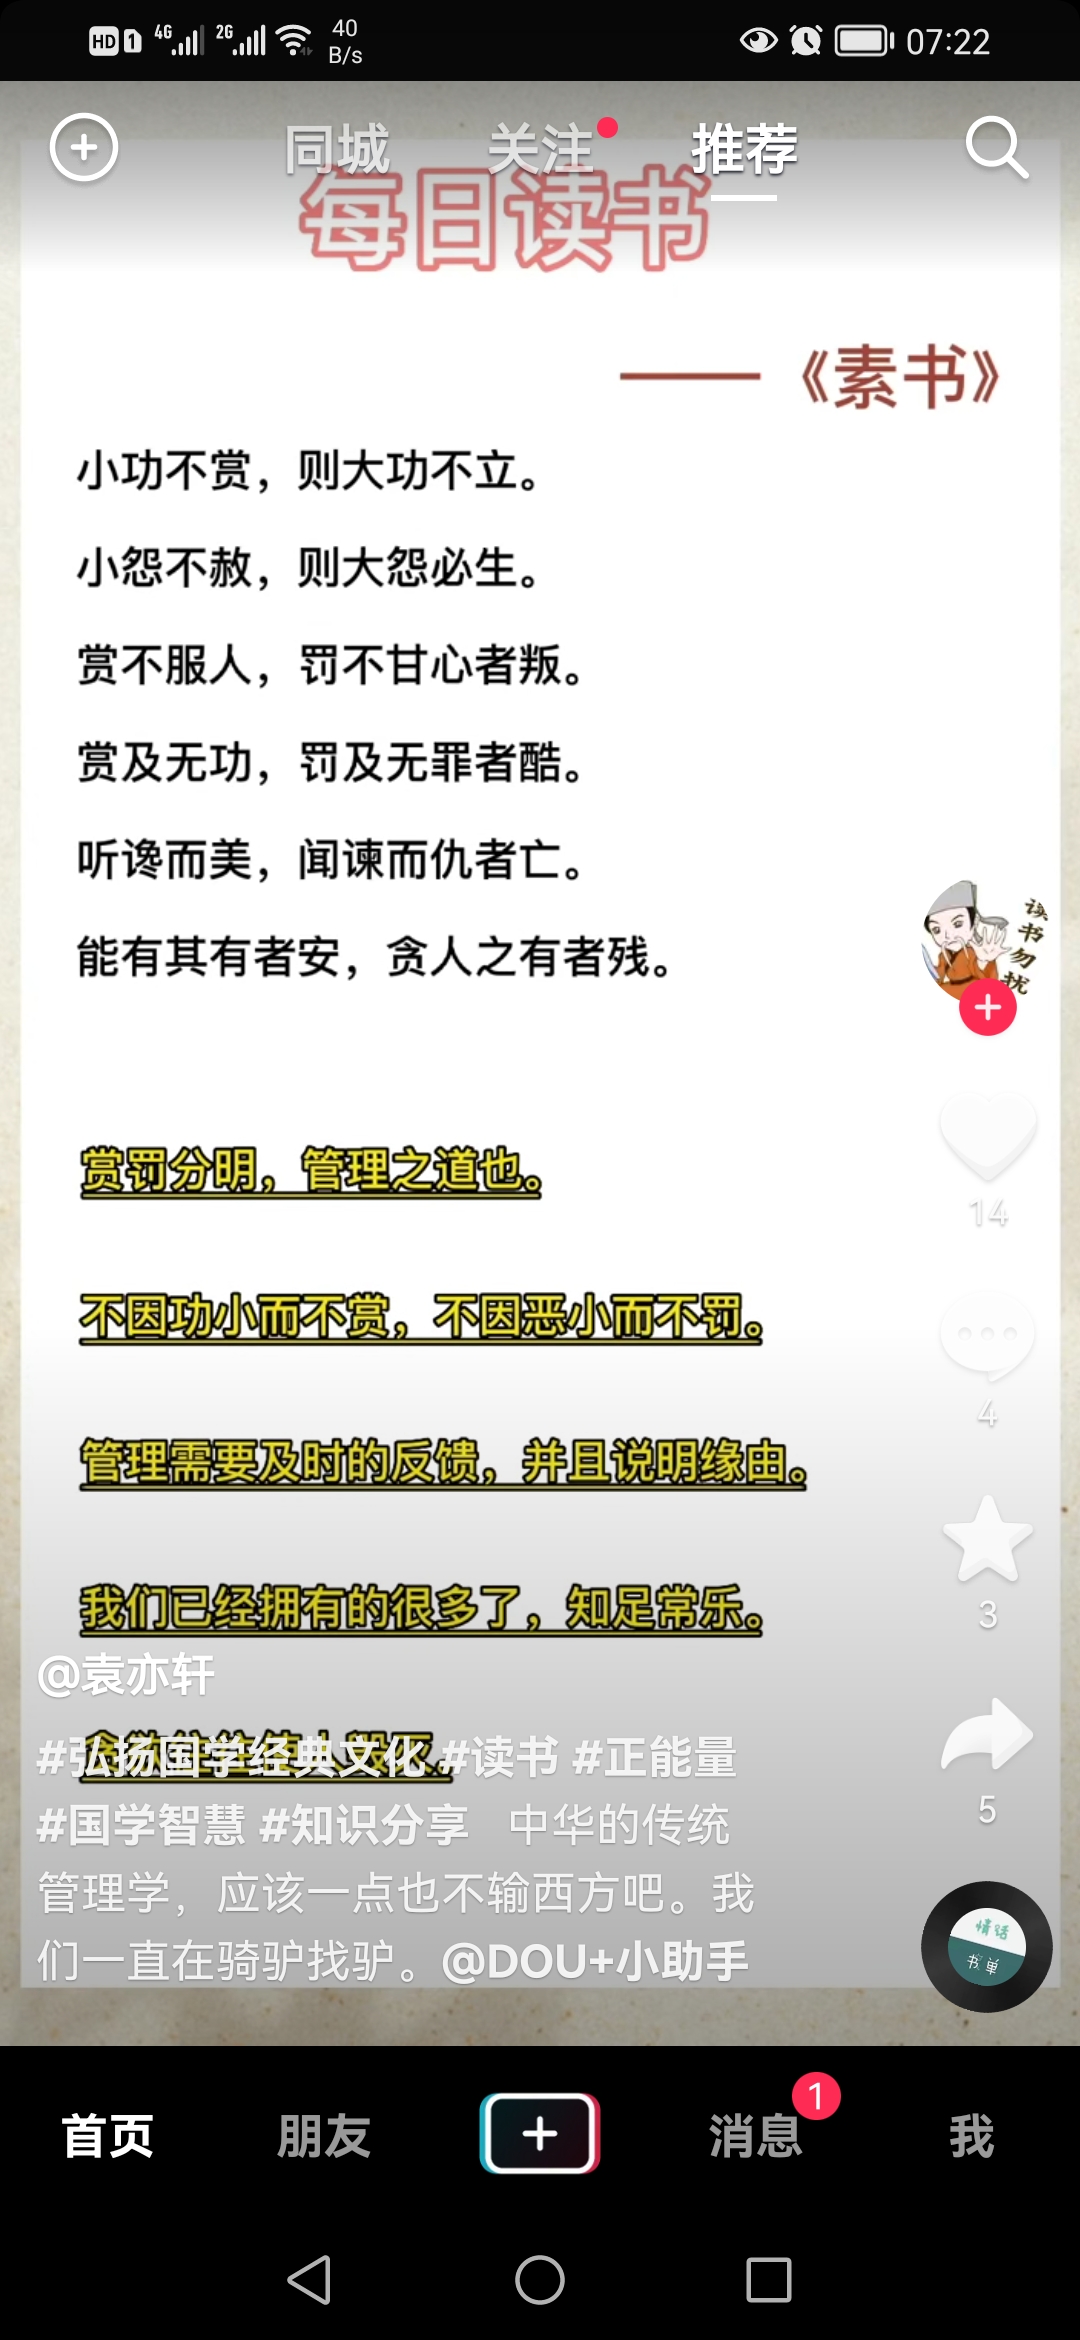 HD 1 4G 2G 40 B/s 07:22
同城 关注 推荐
每日读书
——《素书》
小功不赏，则大功不立。
小怨不赦，则大怨必生。
赏不服人，罚不甘心者叛。
赏及无功，罚及无罪者酷。
听谗而美，闻谏而仇者亡。
能有其有者安，贪人之有者残。
读书勿扰
赏罚分明，管理之道也。
14
不因功小而不赏，不因恶小而不罚。
4
管理需要及时的反馈，并且说明缘由。
3
我们已经拥有的很多了，知足常乐。
@袁亦轩
#弘扬国学经典文化 #读书 #正能量
5
#国学智慧 #知识分享 中华的传统
管理学，应该一点也不输西方吧。我
们一直在骑驴找驴。@DOU+小助手
情话
书单
首页 朋友 消息 1 我